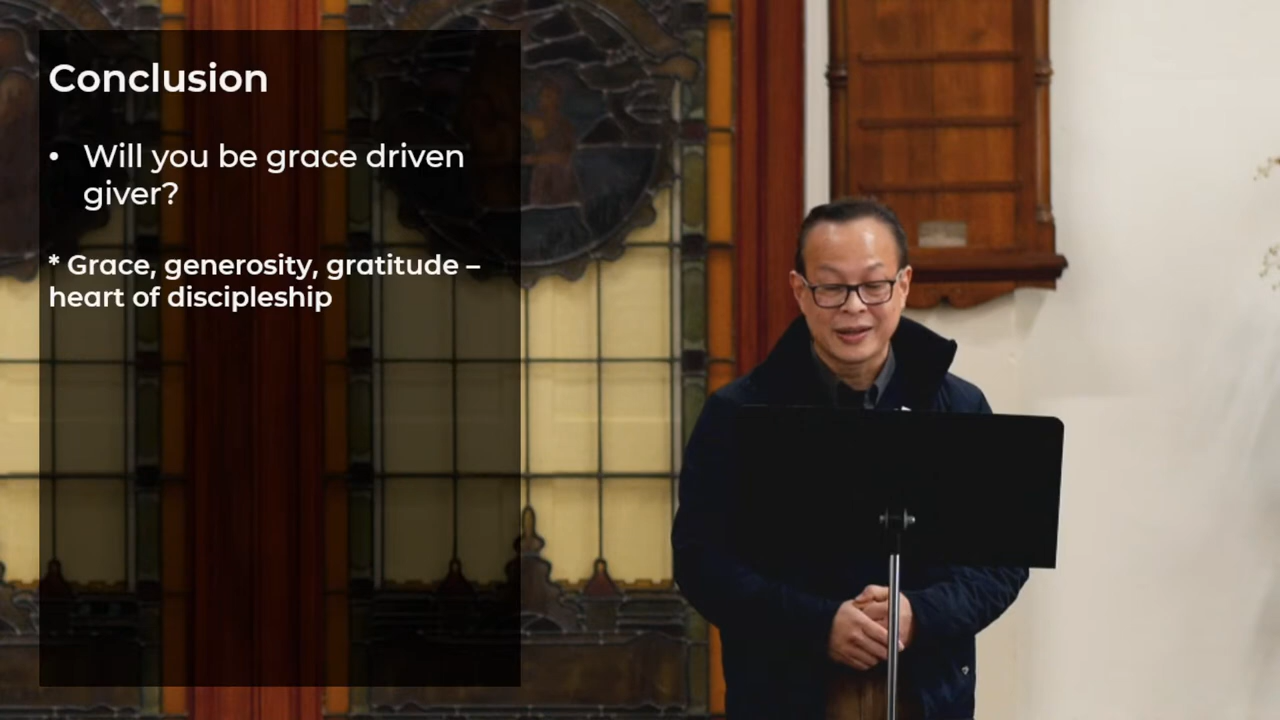 Conclusion
• Will you be grace driven
giver?
* Grace, generosity, gratitude –
heart of discipleship